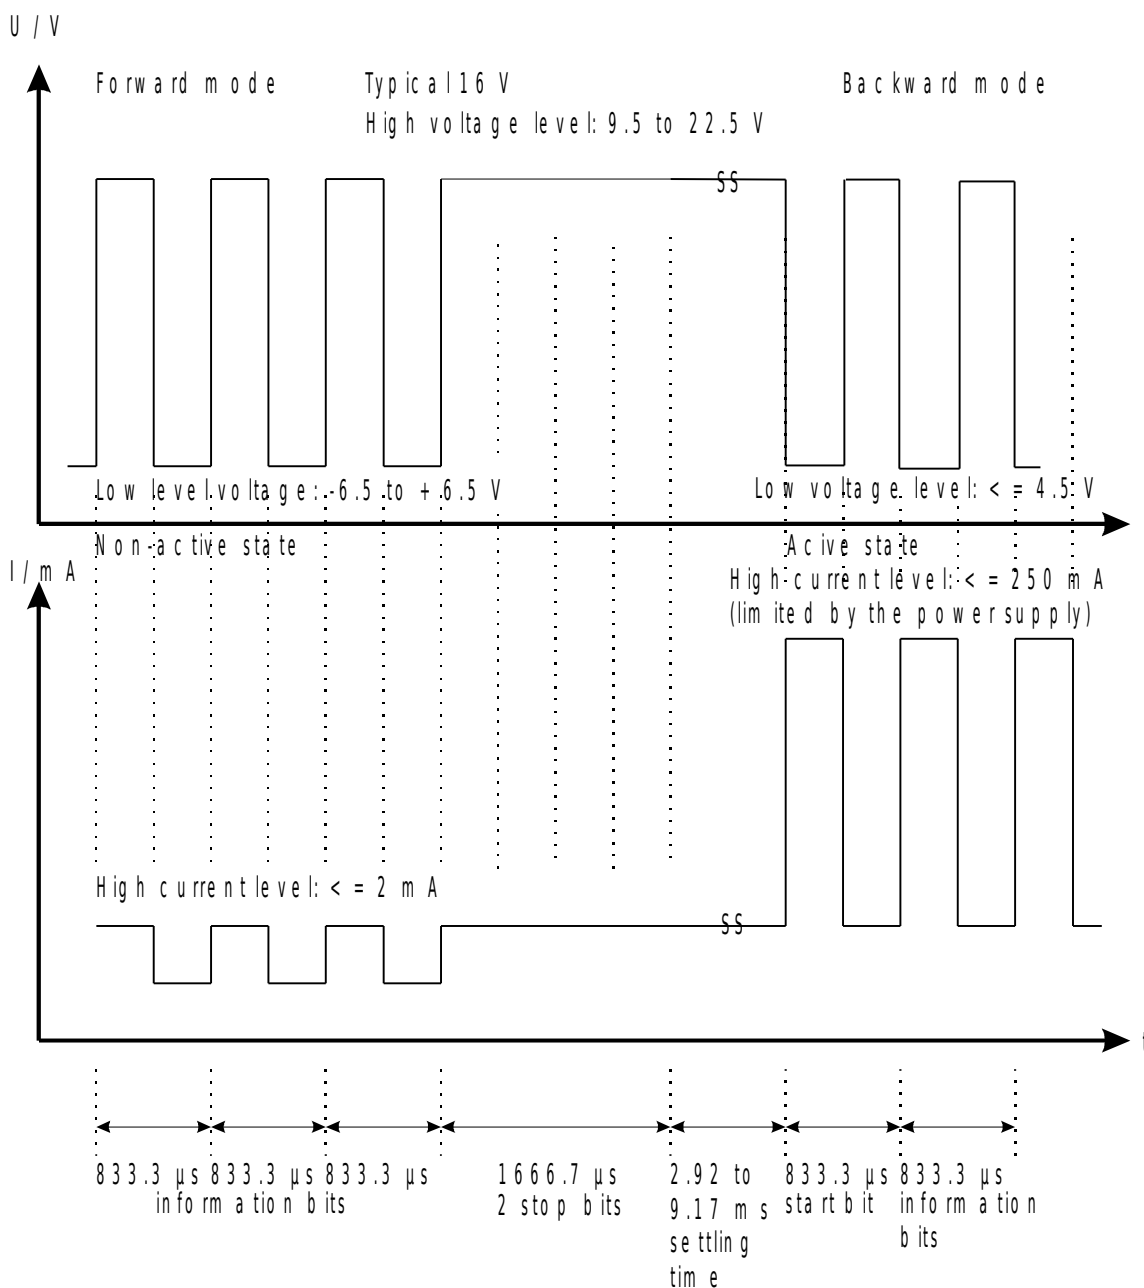 U / V
Forward mode
Typical 16 V
Backward mode
High voltage level: 9.5 to 22.5 V
SS
Low level voltage: -6.5 to + 6.5 V
Low voltage level: < = 4.5 V
Non-active state
Acive state
I / mA
High current level: < = 250 mA
(limited by the power supply)
High current level: < = 2 mA
SS
833.3 µs 833.3 µs 833.3 µs
information bits
1666.7 µs
2 stop bits
2.92 to
9.17 ms
settling
time
833.3 µs
start bit
833.3 µs
information
bits